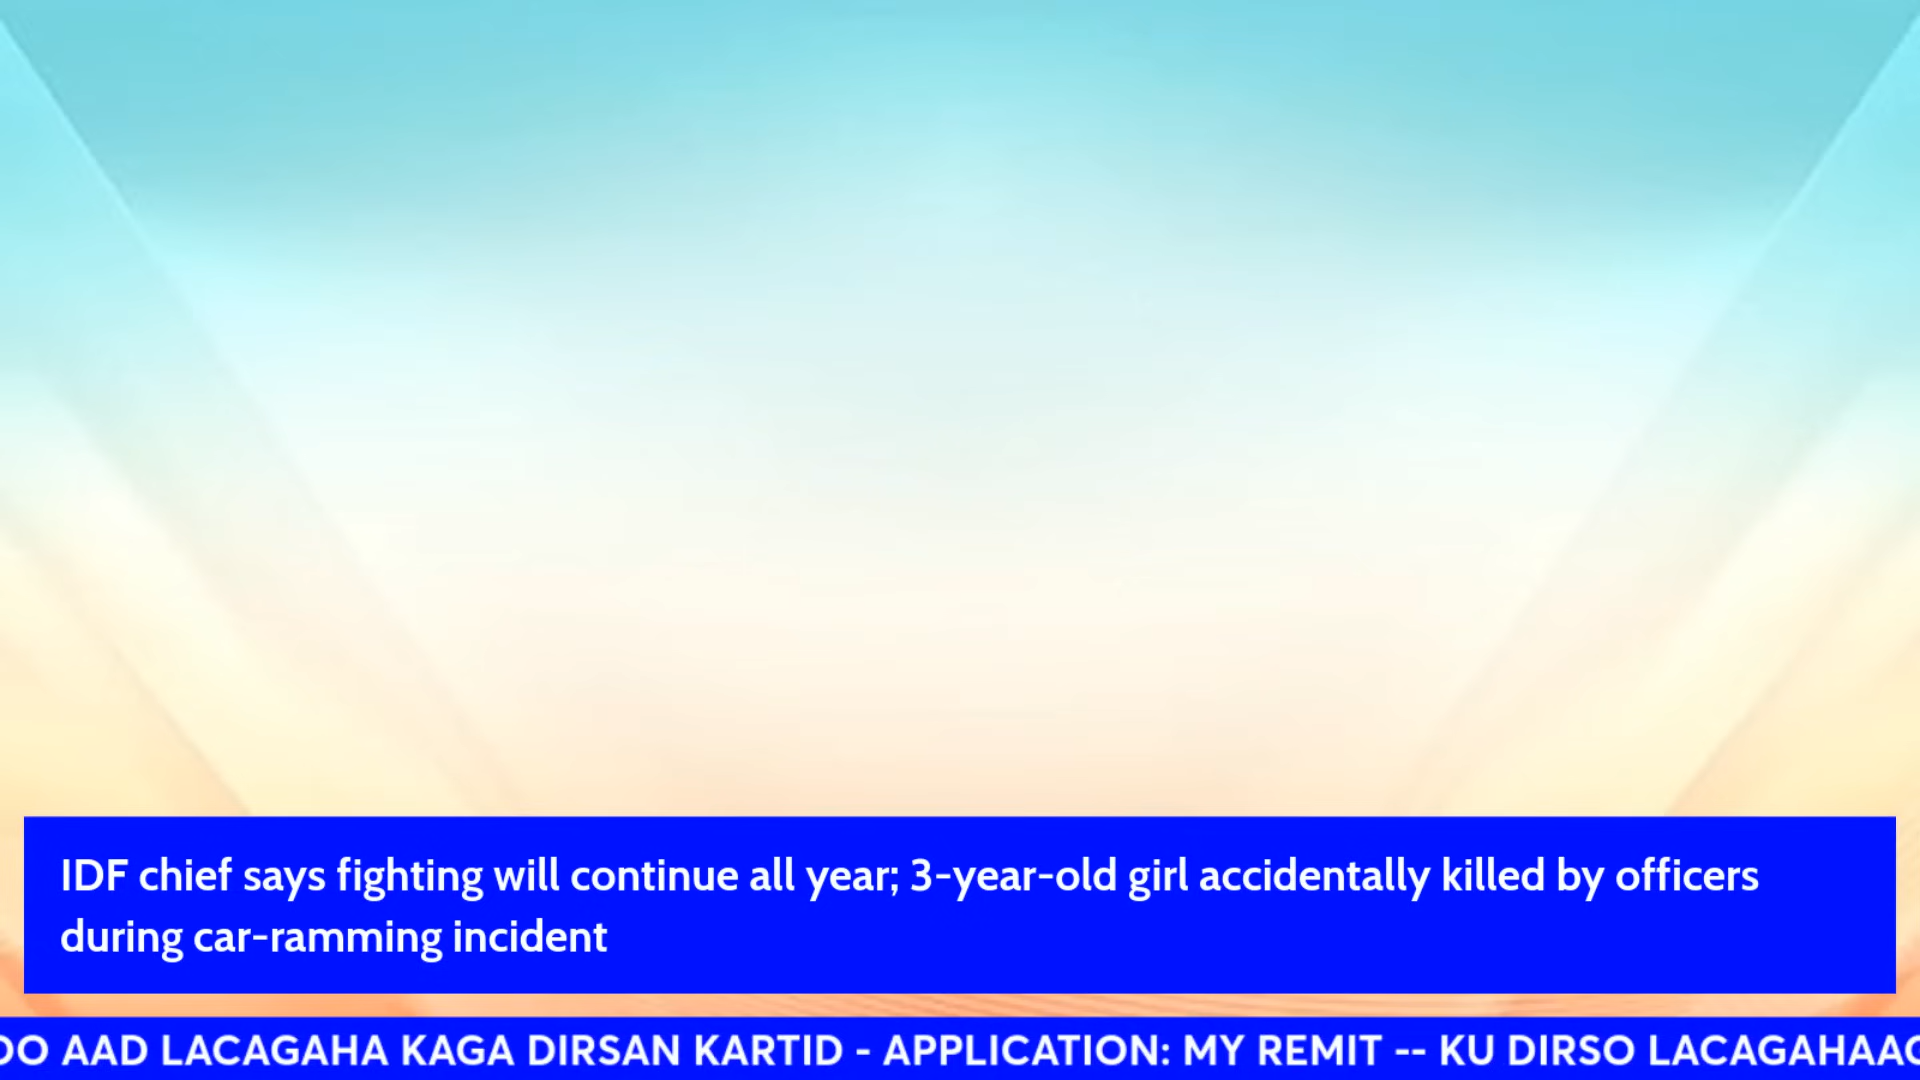 IDF chief says fighting will continue all year; 3-year-old girl accidentally killed by officers
during car-ramming incident
OO AAD LACAGAHA KAGA DIRSAN KARTID - APPLICATION: MY REMIT -- KU DIRSO